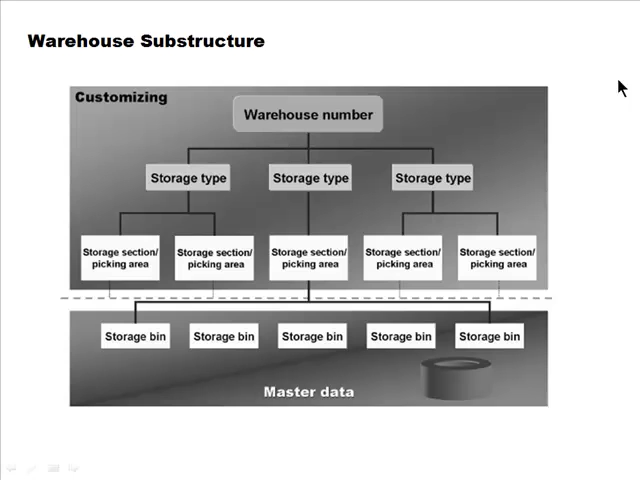 Warehouse Substructure
Customizing
Warehouse number
Storage type
Storage type
Storage type
Storage section/
picking area
Storage section/
picking area
Storage section/
picking area
Storage section/
picking area
Storage section/
picking area
Storage bin
Storage bin
Storage bin
Storage bin
Storage bin
Master data